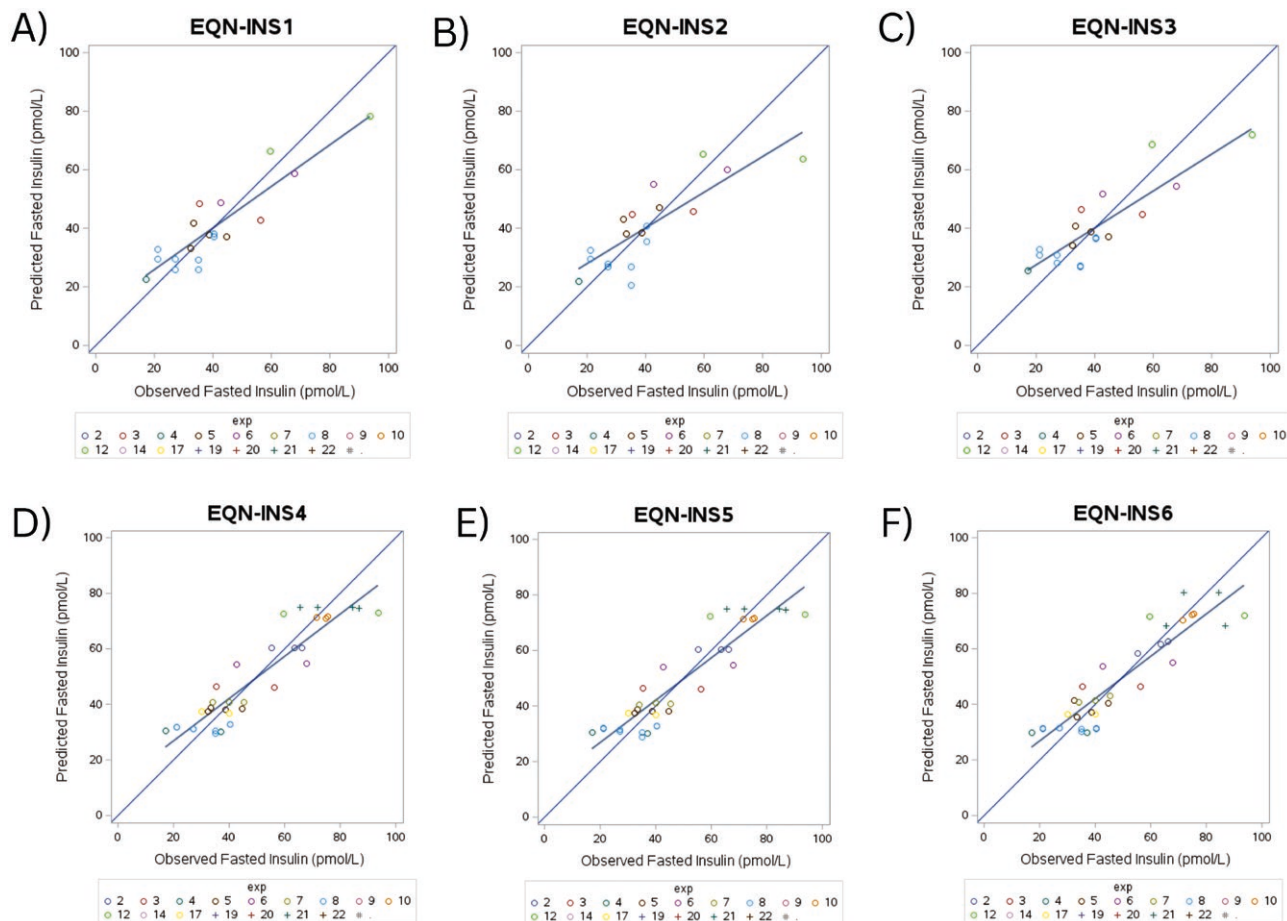 A)
EQN-INS1
Predicted Fasted Insulin (pmol/L)
100
80
60
40
20
0
0 20 40 60 80 100
Observed Fasted Insulin (pmol/L)
exp
2 3 4 5 6 7 8 9 10
12 14 17 19 20 21 22 .
B)
EQN-INS2
Predicted Fasted Insulin (pmol/L)
100
80
60
40
20
0
0 20 40 60 80 100
Observed Fasted Insulin (pmol/L)
exp
2 3 4 5 6 7 8 9 10
12 14 17 19 20 21 22 .
C)
EQN-INS3
Predicted Fasted Insulin (pmol/L)
100
80
60
40
20
0
0 20 40 60 80 100
Observed Fasted Insulin (pmol/L)
exp
2 3 4 5 6 7 8 9 10
12 14 17 19 20 21 22 .
D)
EQN-INS4
Predicted Fasted Insulin (pmol/L)
100
80
60
40
20
0
0 20 40 60 80 100
Observed Fasted Insulin (pmol/L)
exp
2 3 4 5 6 7 8 9 10
12 14 17 19 20 21 22 .
E)
EQN-INS5
Predicted Fasted Insulin (pmol/L)
100
80
60
40
20
0
0 20 40 60 80 100
Observed Fasted Insulin (pmol/L)
exp
2 3 4 5 6 7 8 9 10
12 14 17 19 20 21 22 .
F)
EQN-INS6
Predicted Fasted Insulin (pmol/L)
100
80
60
40
20
0
0 20 40 60 80 100
Observed Fasted Insulin (pmol/L)
exp
2 3 4 5 6 7 8 9 10
12 14 17 19 20 21 22 .